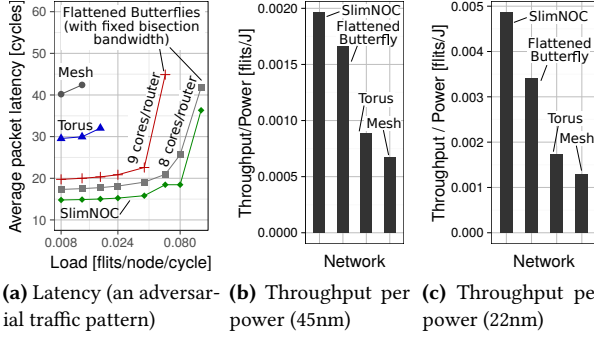 Average packet latency [cycles]
60
50
40
30
20
10
Flattened Butterflies
(with fixed bisection
bandwidth)
Mesh
Torus
9 cores/router
8 cores/router
SlimNOC
0.008
0.024
0.080
Load [flits/node/cycle]
Throughput/Power [flits/J]
0.0020
0.0015
0.0010
0.0005
0.0000
SlimNOC
Flattened
Butterfly
Torus
Mesh
Network
Throughput / Power [flits/J]
0.005
0.004
0.003
0.002
0.001
0.000
SlimNOC
Flattened
Butterfly
Torus
Mesh
Network
(a) Latency (an adversar-
ial traffic pattern)
(b) Throughput per
power (45nm)
(c) Throughput pe
power (22nm)